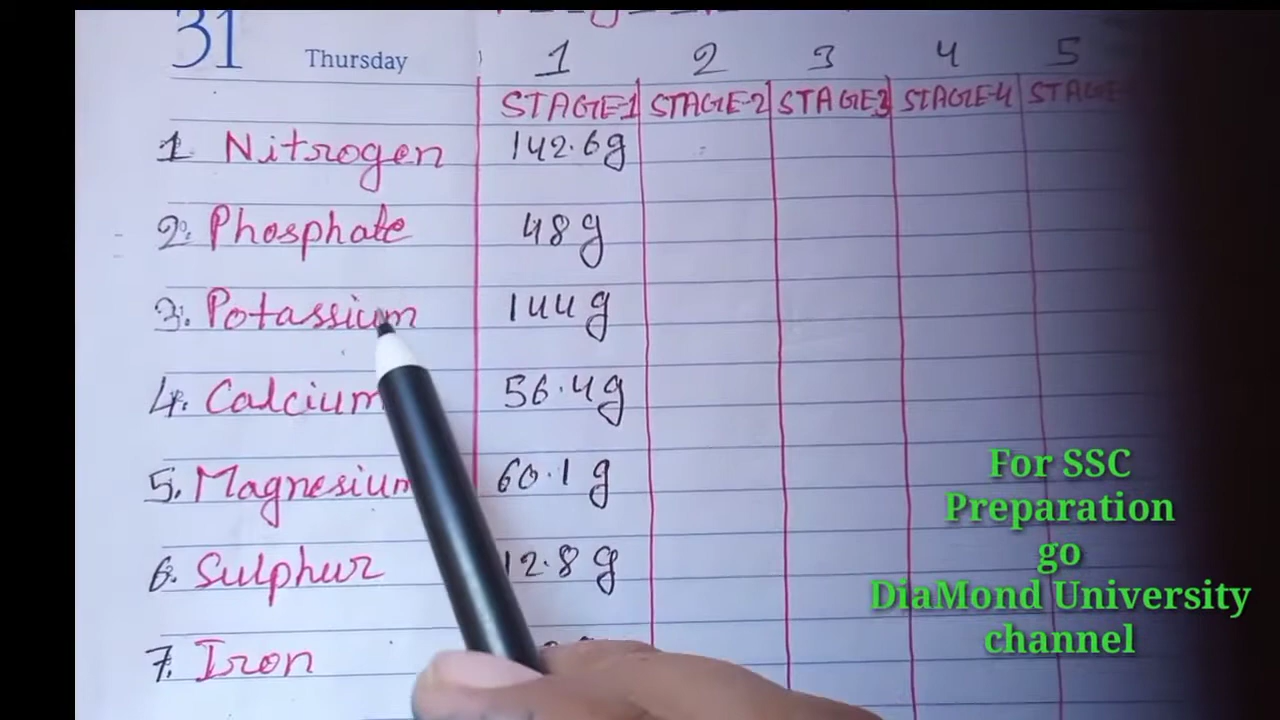 31 Thursday
1 2 3 4 5
STAGE-1 STAGE-2 STAGE3 STAGE-4
1 Nitrogen 142.6g
2. Phosphate 48g
3. Potassium 144g
4. Calcium 56.4g
5. Magnesium 60.1g
6. Sulphur 12.8g
7. Iron
For SSC
Preparation
go
DiaMond University
channel